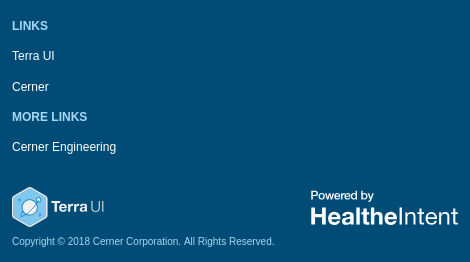 LINKS
Terra UI
Cerner
MORE LINKS
Cerner Engineering
Terra UI
Powered by
HealtheIntent
Copyright © 2018 Cerner Corporation. All Rights Reserved.